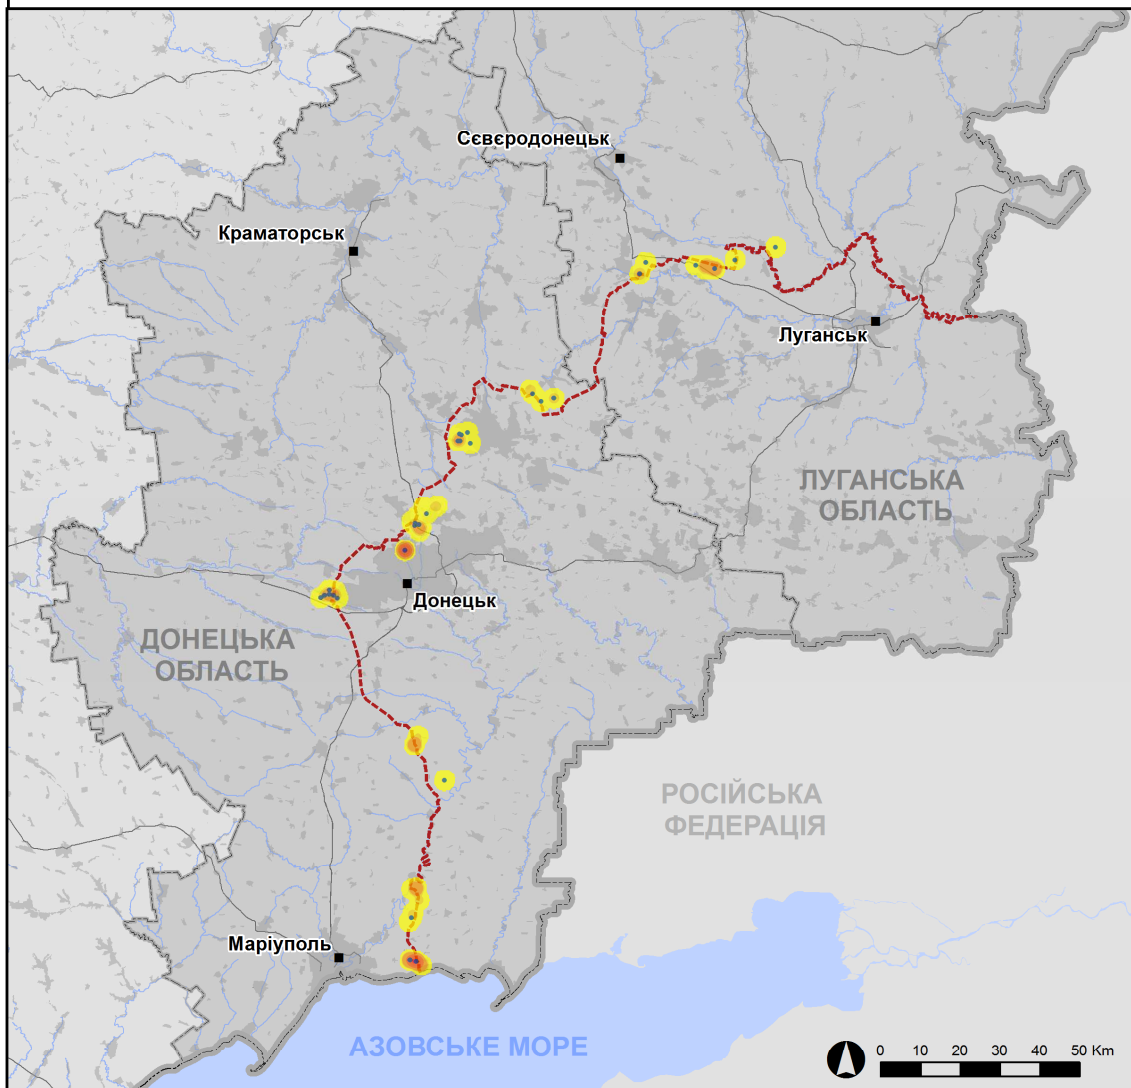 Сєвєродонецьк
Краматорськ
Луганськ
ЛУГАНСЬКА
ОБЛАСТЬ
Донецьк
ДОНЕЦЬКА
ОБЛАСТЬ
РОСІЙСЬКА
ФЕДЕРАЦІЯ
Маріуполь
АЗОВСЬКЕ МОРЕ
0 10 20 30 40 50 Km